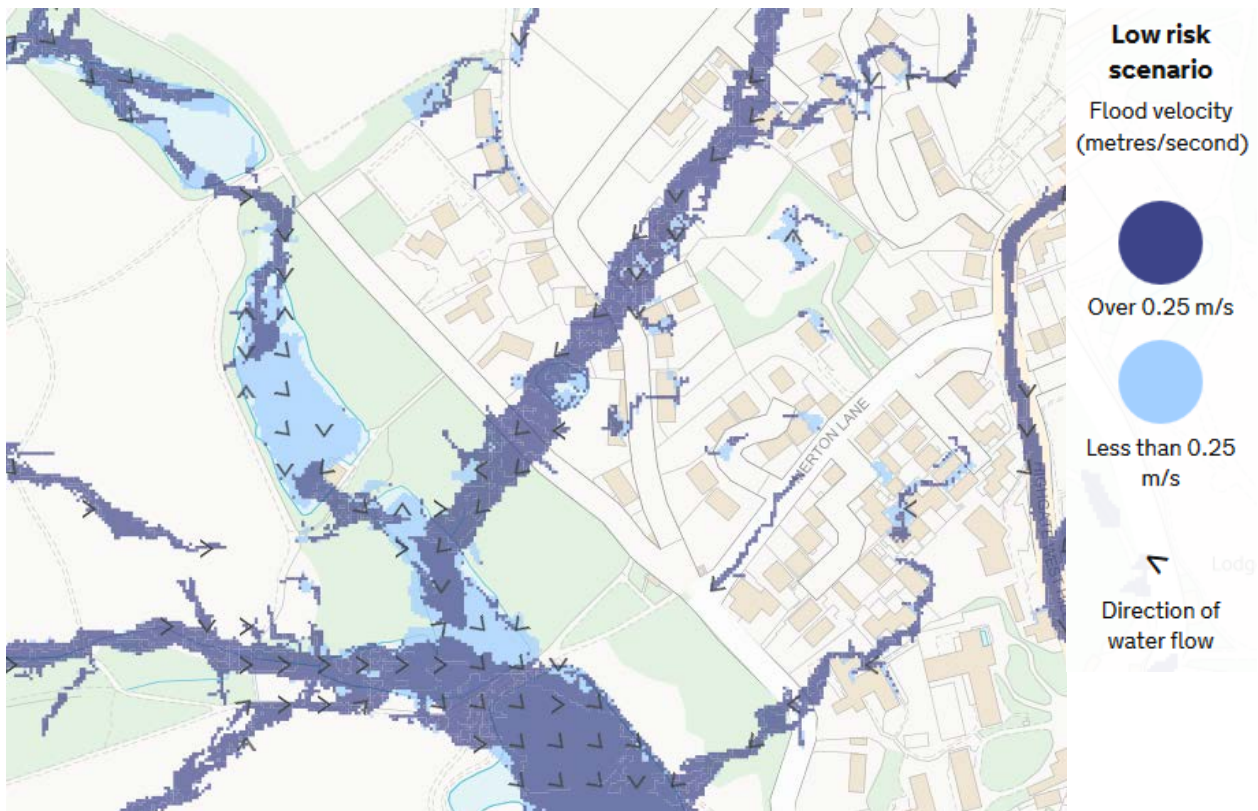 Low risk
scenario
Flood velocity
(metres/second)
Over 0.25 m/s
Less than 0.25
m/s
Direction of
water flow
MERTON LANE
Lodg